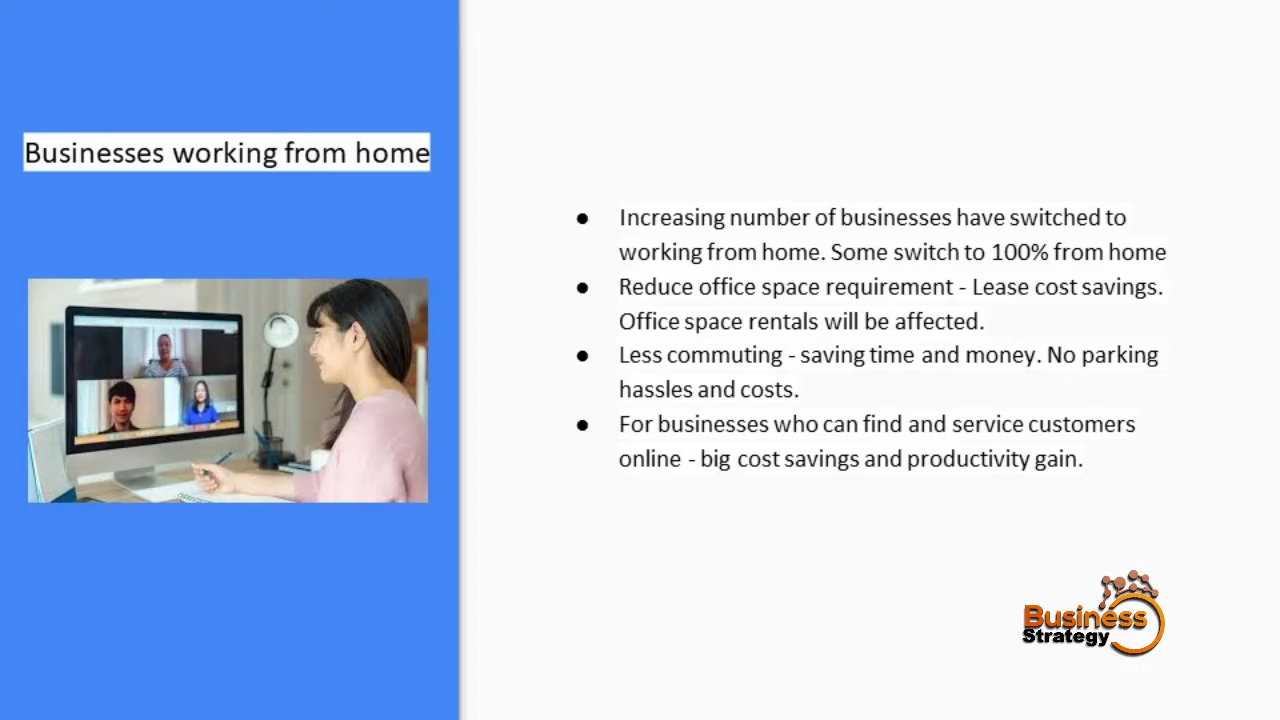 Businesses working from home
● Increasing number of businesses have switched to
working from home. Some switch to 100% from home
● Reduce office space requirement - Lease cost savings.
Office space rentals will be affected.
● Less commuting - saving time and money. No parking
hassles and costs.
● For businesses who can find and service customers
online - big cost savings and productivity gain.
Business
Strategy